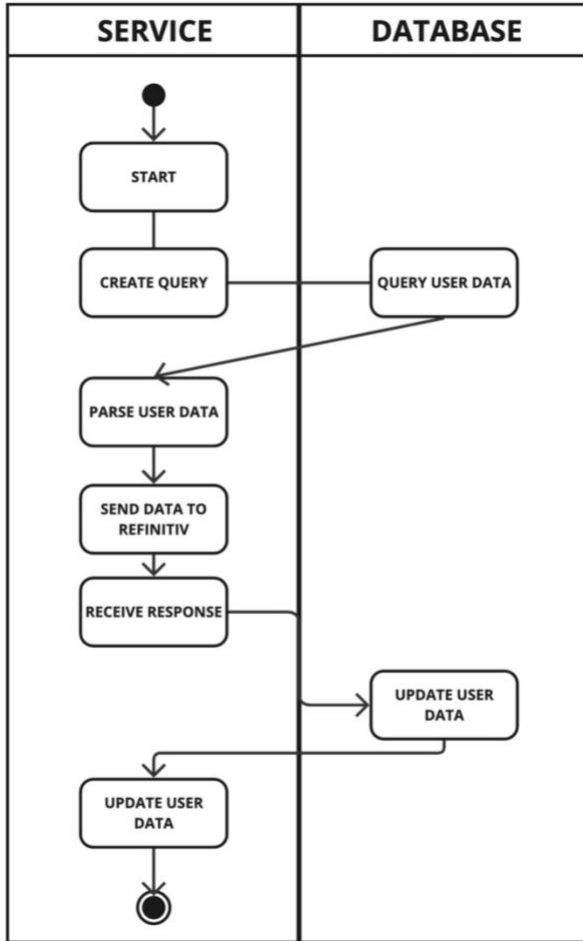 SERVICE
DATABASE
START
CREATE QUERY
QUERY USER DATA
PARSE USER DATA
SEND DATA TO
REFINITIV
RECEIVE RESPONSE
UPDATE USER
DATA
UPDATE USER
DATA